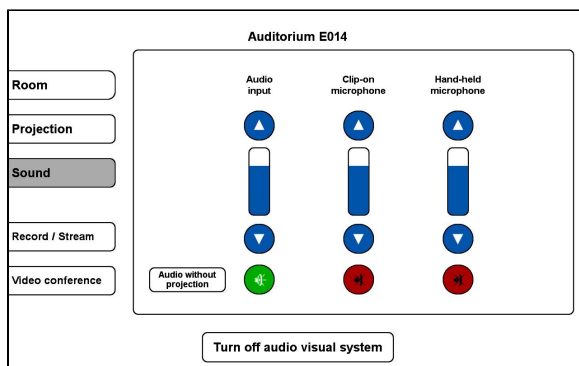 Auditorium E014
Room
Projection
Sound
Record / Stream
Video conference
Audio
input
Clip-on
microphone
Hand-held
microphone
Audio without
projection
Turn off audio visual system